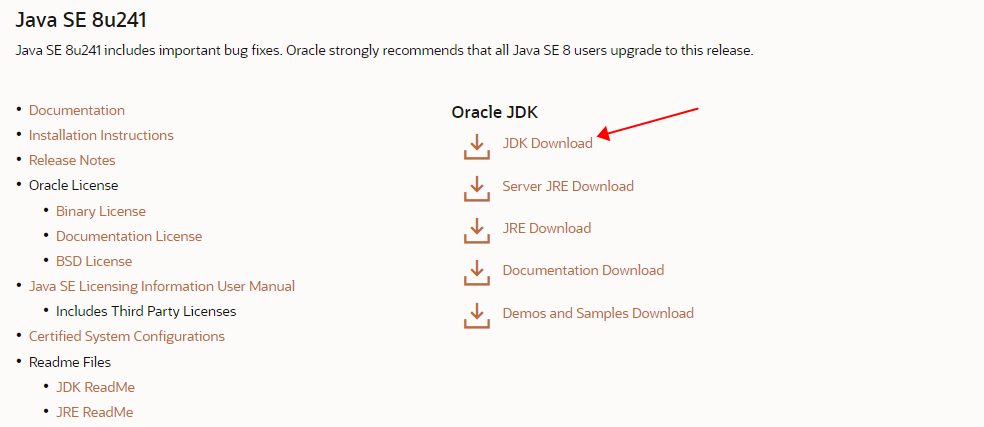 Java SE 8u241
Java SE 8u241 includes important bug fixes. Oracle strongly recommends that all Java SE 8 users upgrade to this release.
• Documentation
• Installation Instructions
• Release Notes
• Oracle License
• Binary License
• Documentation License
• BSD License
• Java SE Licensing Information User Manual
• Includes Third Party Licenses
• Certified System Configurations
• Readme Files
• JDK ReadMe
• JRE ReadMe
Oracle JDK
JDK Download
Server JRE Download
JRE Download
Documentation Download
Demos and Samples Download